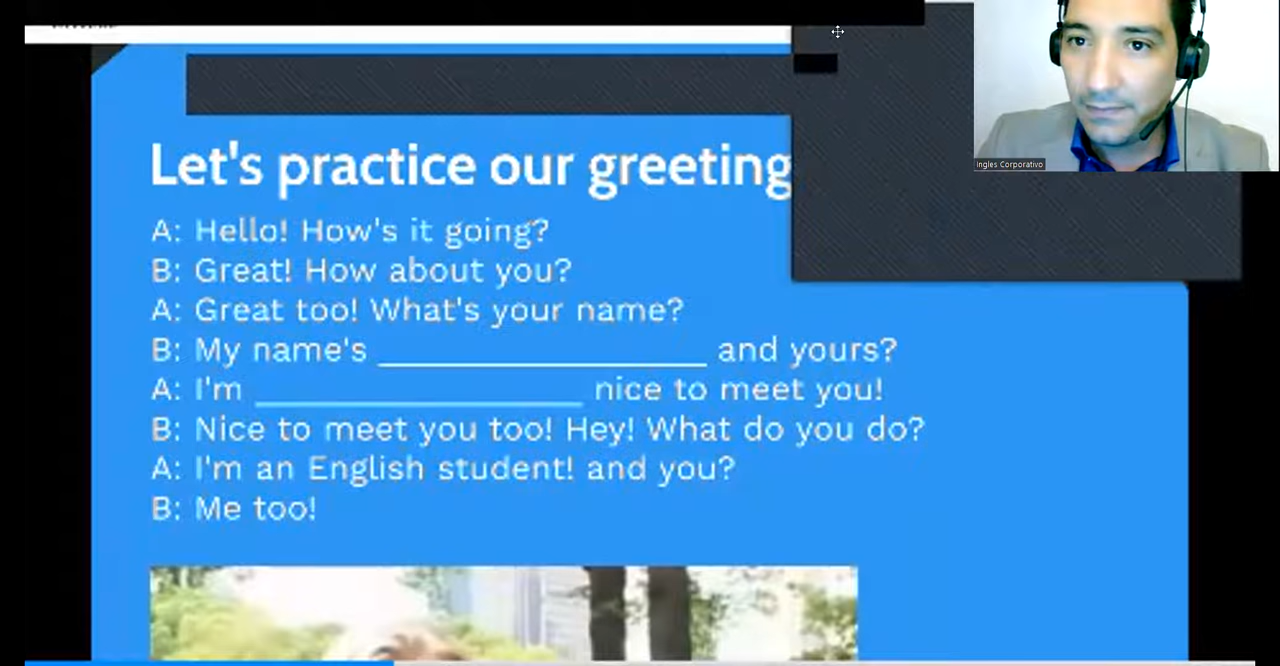 Let's practice our greeting
Ingles Corporativo
A: Hello! How's it going?
B: Great! How about you?
A: Great too! What's your name?
B: My name's _________________ and yours?
A: I'm _________________ nice to meet you!
B: Nice to meet you too! Hey! What do you do?
A: I'm an English student! and you?
B: Me too!